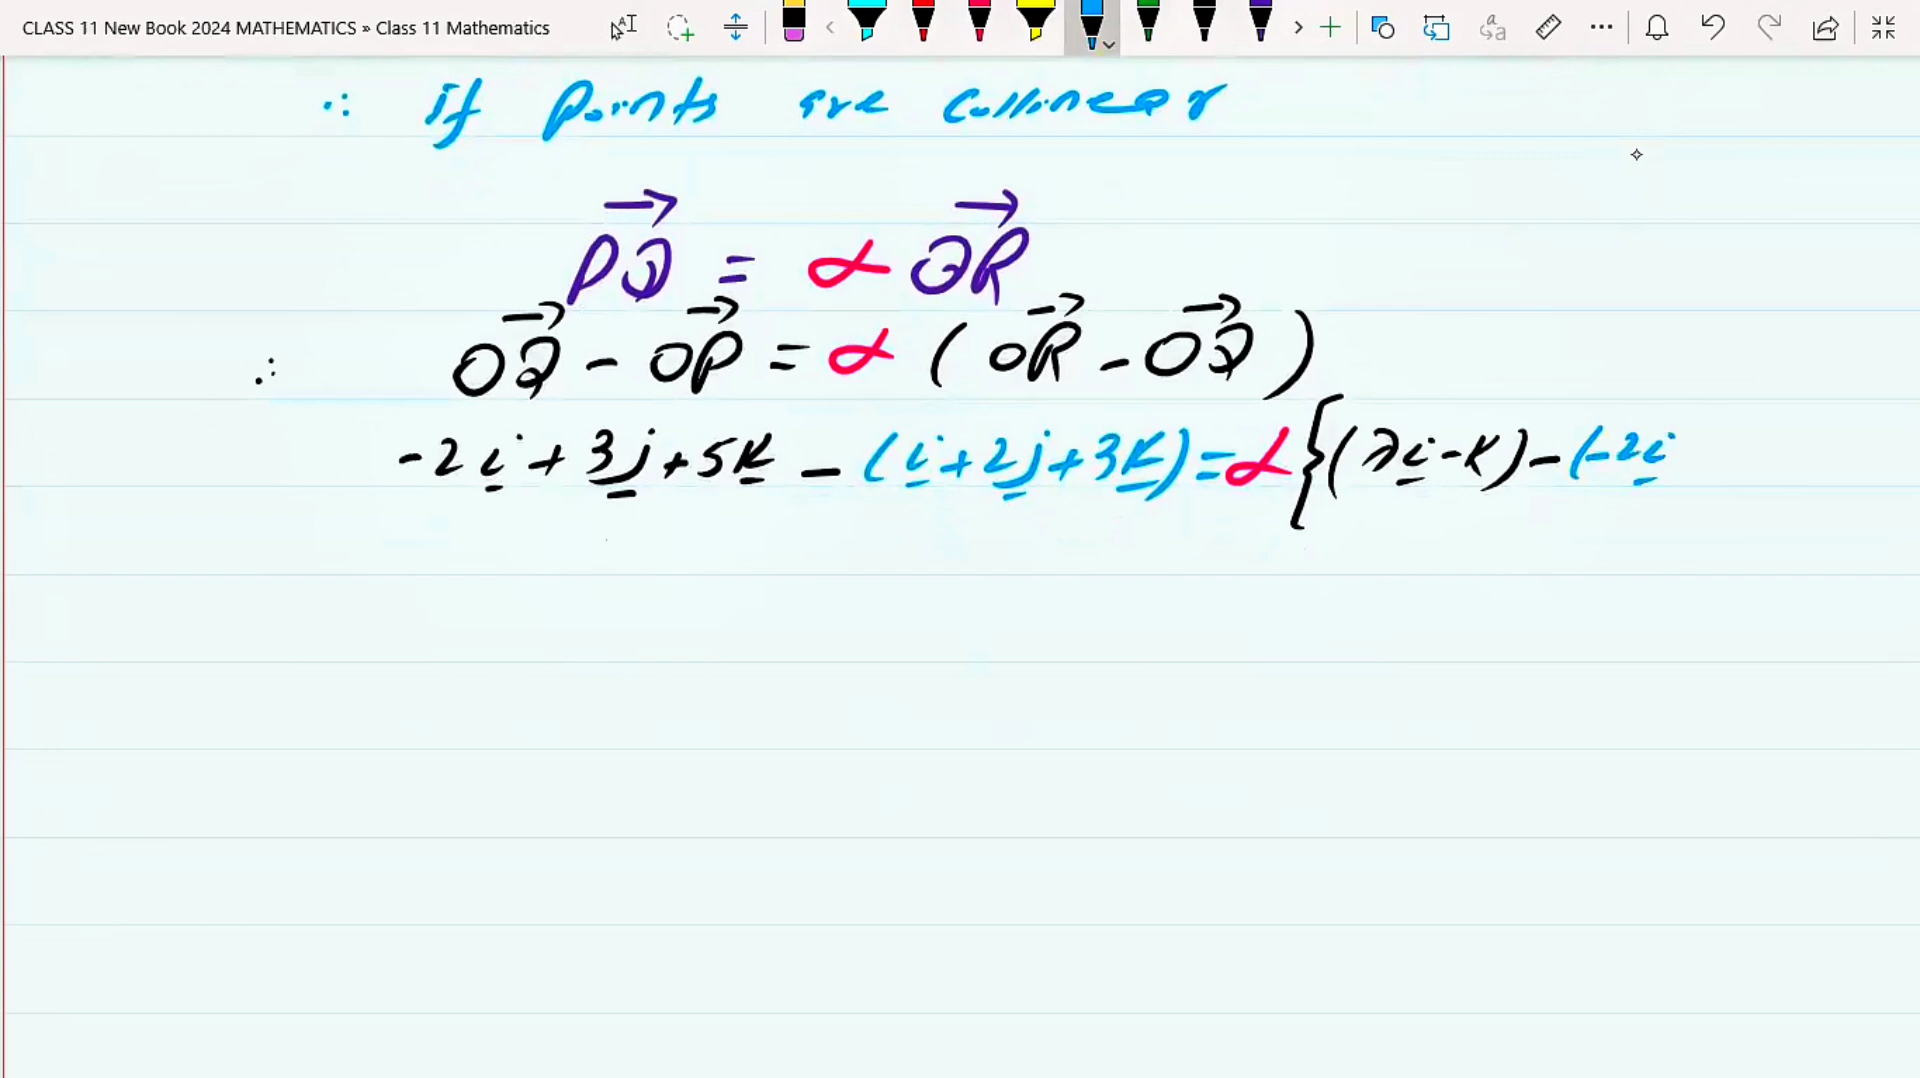 CLASS 11 New Book 2024 MATHEMATICS » Class 11 Mathematics
∴ if points are collinear
PQ⃗ = α QR⃗
∴ OQ⃗ - OP⃗ = α ( OR⃗ - OQ⃗ )
-2i + 3j + 5k - (i + 2j + 3k) = α {(7i - k) - (-2i